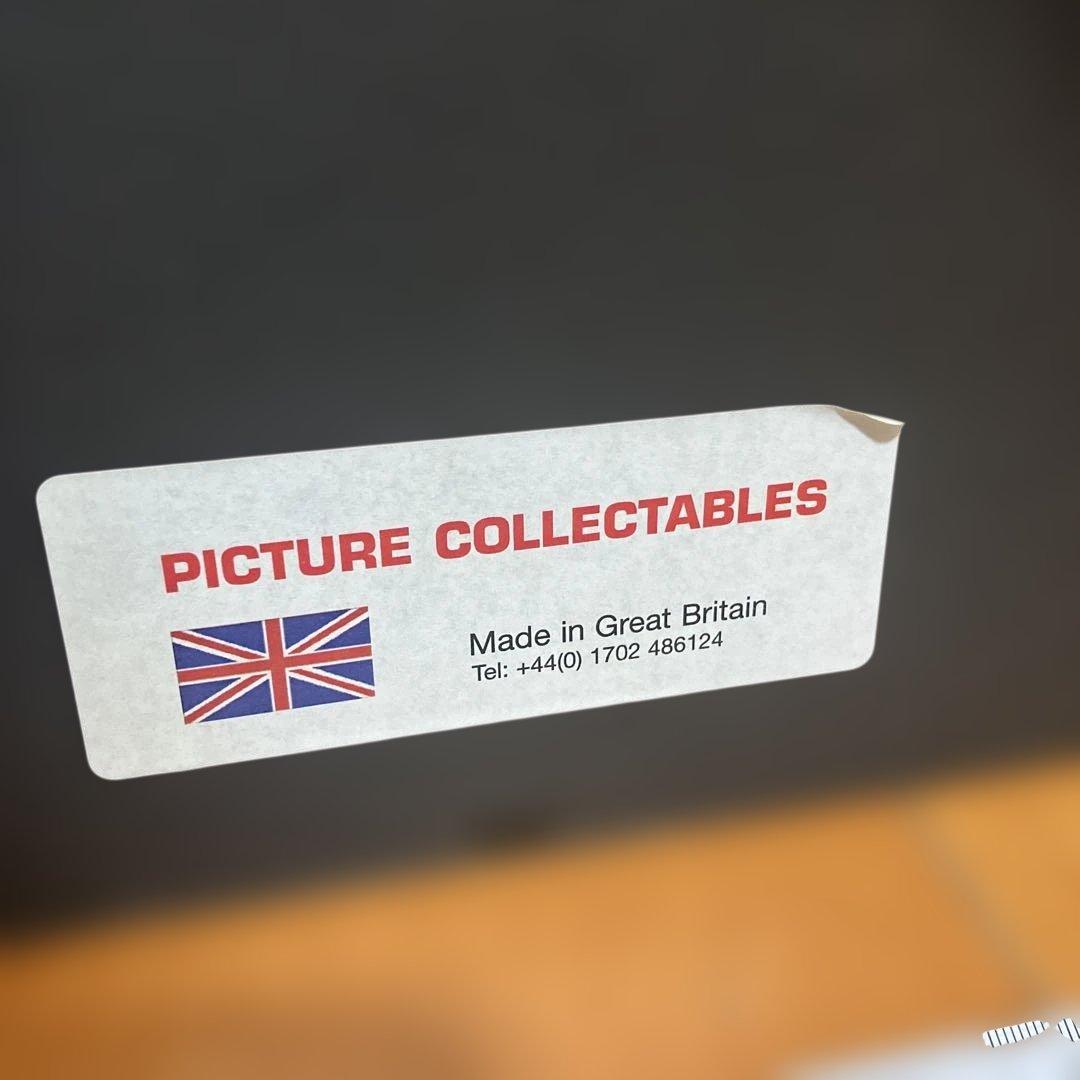 PICTURE COLLECTABLES
Made in Great Britain
Tel: +44(0) 1702 486124